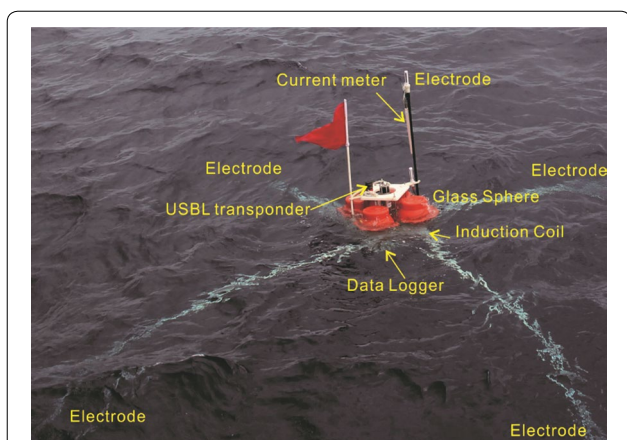 Current meter
Electrode
Electrode
Electrode
USBL transponder
Glass Sphere
Induction Coil
Data Logger
Electrode
Electrode